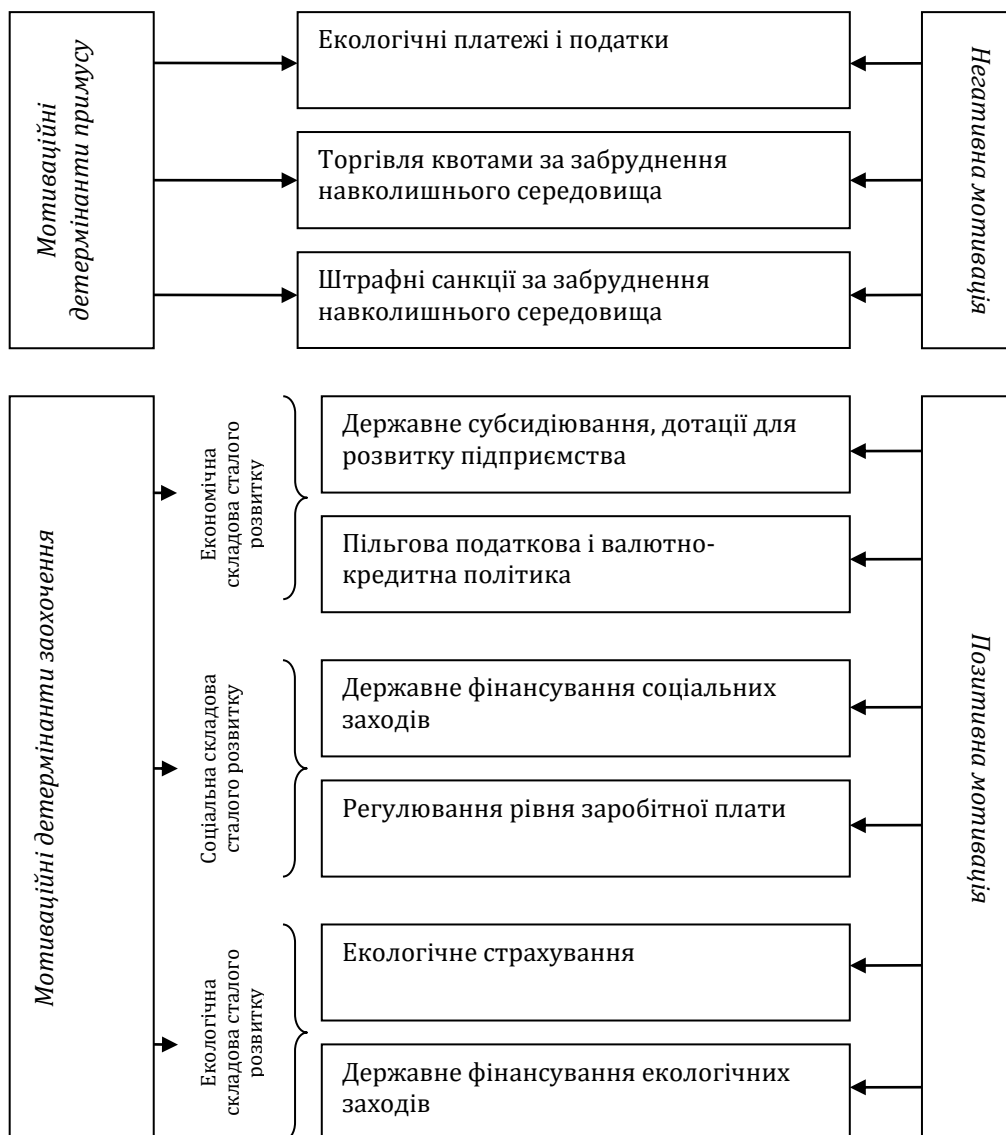 Мотиваційні
детермінанти примусу
Екологічні платежі і податки
Торгівля квотами за забруднення
навколишнього середовища
Штрафні санкції за забруднення
навколишнього середовища
Негативна мотивація
Мотиваційні детермінанти заохочення
Економічна
складова сталого
розвитку
Державне субсидіювання, дотації для
розвитку підприємства
Пільгова податкова і валютно-
кредитна політика
Соціальна складова
сталого розвитку
Державне фінансування соціальних
заходів
Регулювання рівня заробітної плати
Екологічна
складова сталого
розвитку
Екологічне страхування
Державне фінансування екологічних
заходів
Позитивна мотивація